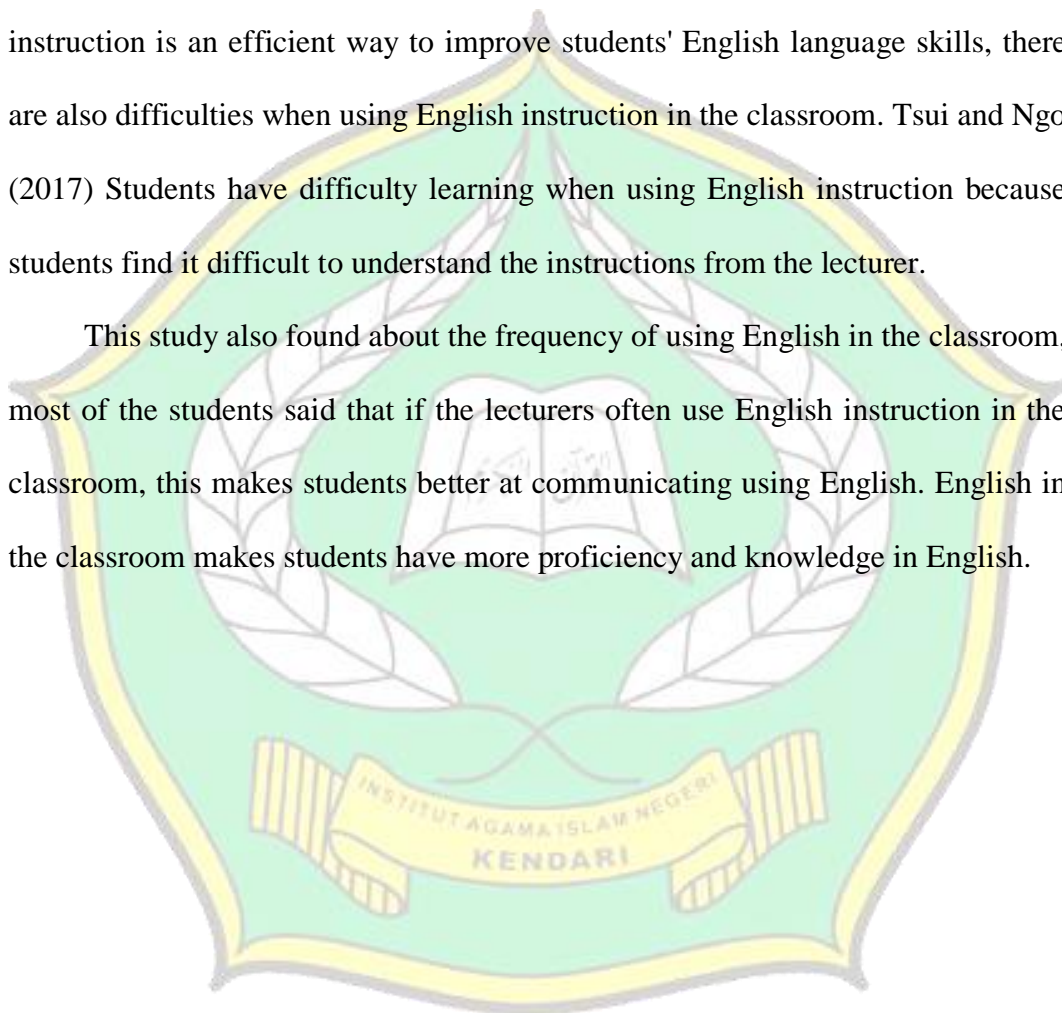 instruction is an efficient way to improve students' English language skills, there
are also difficulties when using English instruction in the classroom. Tsui and Ngo
(2017) Students have difficulty learning when using English instruction because
students find it difficult to understand the instructions from the lecturer.
This study also found about the frequency of using English in the classroom,
most of the students said that if the lecturers often use English instruction in the
classroom, this makes students better at communicating using English. English in
the classroom makes students have more proficiency and knowledge in English.
INSTITUT AGAMA ISLAM NEGERI
KENDARI